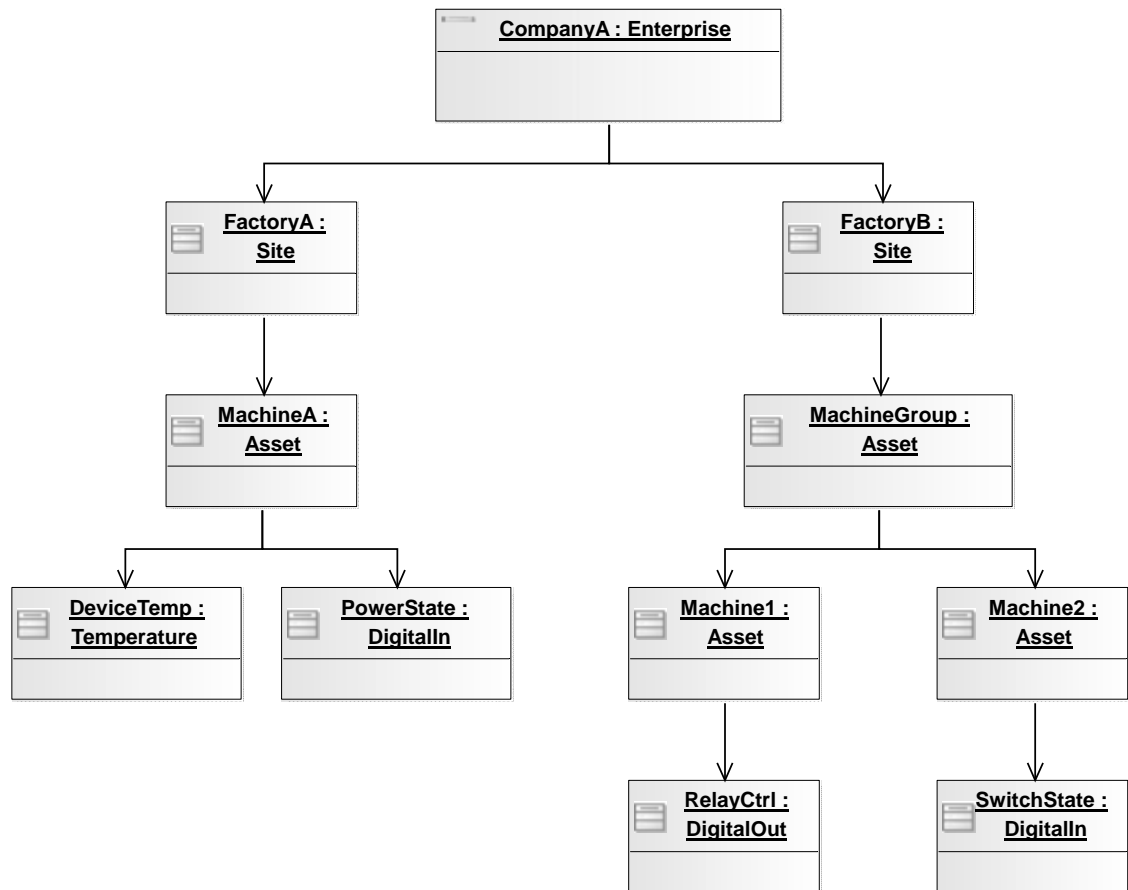 CompanyA : Enterprise
FactoryA :
Site
FactoryB :
Site
MachineA :
Asset
MachineGroup :
Asset
DeviceTemp :
Temperature
PowerState :
DigitalIn
Machine1 :
Asset
Machine2 :
Asset
RelayCtrl :
DigitalOut
SwitchState :
DigitalIn